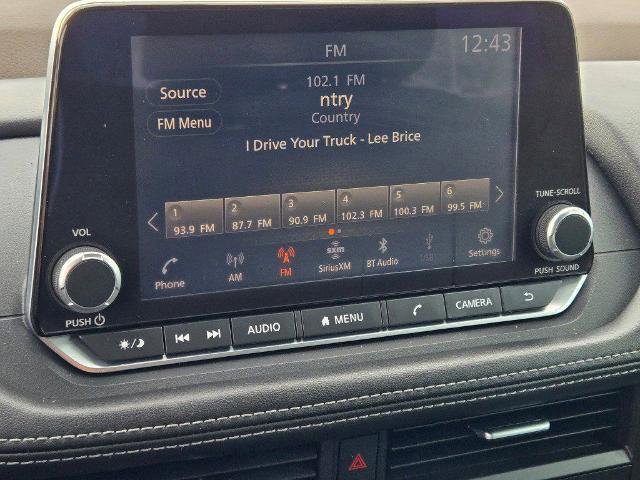 FM
12:43
102.1 FM
ntry
Country
I Drive Your Truck - Lee Brice
Source
FM Menu
1 2 3 4 5 6
93.9 FM 87.7 FM 90.9 FM 102.3 FM 100.3 FM 99.5 FM
Phone AM FM SXM SiriusXM BT Audio USB Settings
VOL
PUSH
TUNE-SCROLL
PUSH SOUND
AUDIO MENU CAMERA